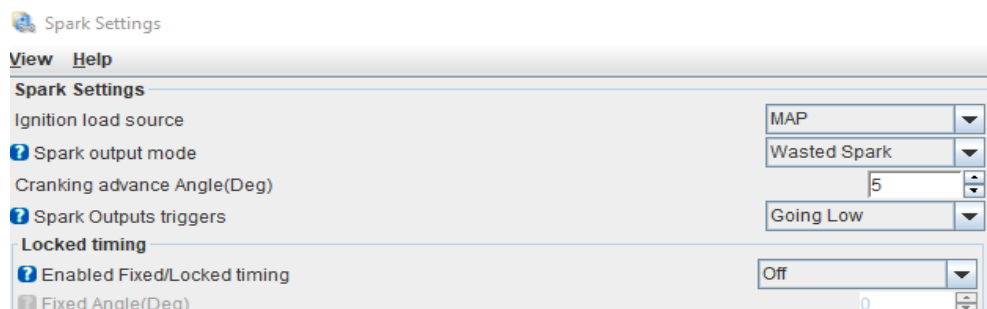 Spark Settings
View Help
Spark Settings
Ignition load source MAP
? Spark output mode Wasted Spark
Cranking advance Angle(Deg) 5
? Spark Outputs triggers Going Low
Locked timing
? Enabled Fixed/Locked timing Off
? Fixed Angle(Deg) 0